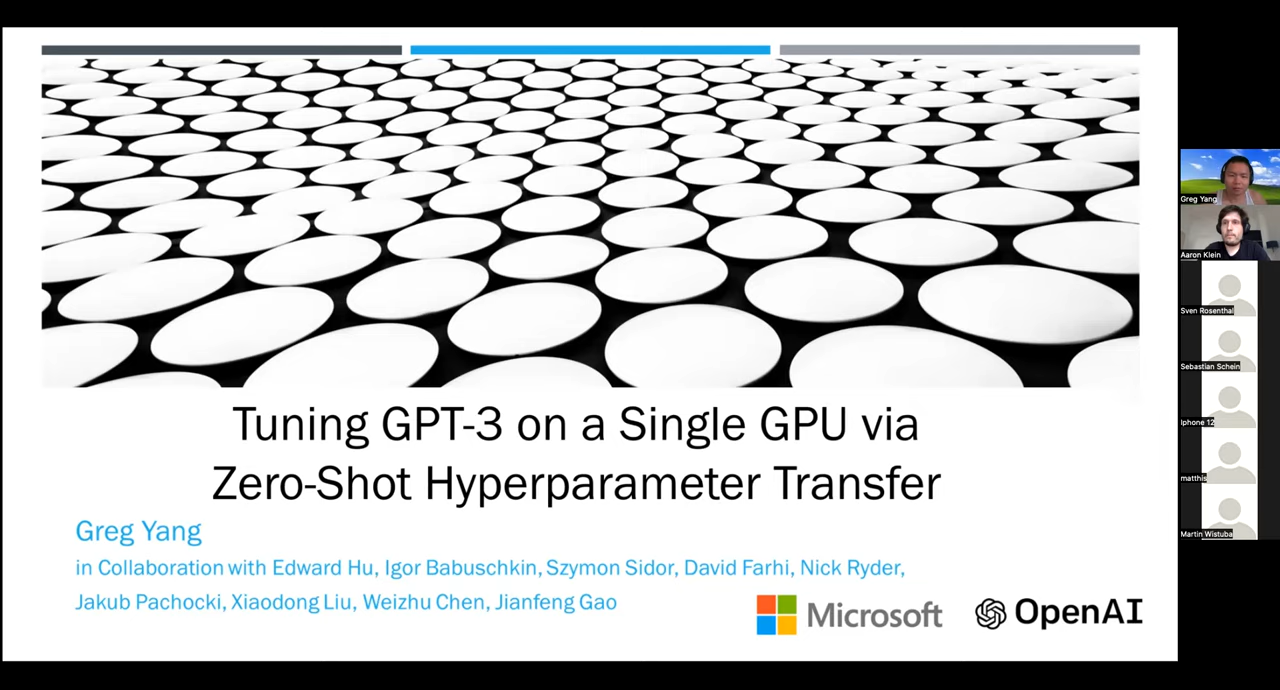 Tuning GPT-3 on a Single GPU via
Zero-Shot Hyperparameter Transfer
Greg Yang
in Collaboration with Edward Hu, Igor Babuschkin, Szymon Sidor, David Farhi, Nick Ryder,
Jakub Pachocki, Xiaodong Liu, Weizhu Chen, Jianfeng Gao
Microsoft
OpenAI
Greg Yang
Aaron Klein
Sven Rosenthal
Sebastian Schein
Iphone 12
matthis
Martin Wistuba